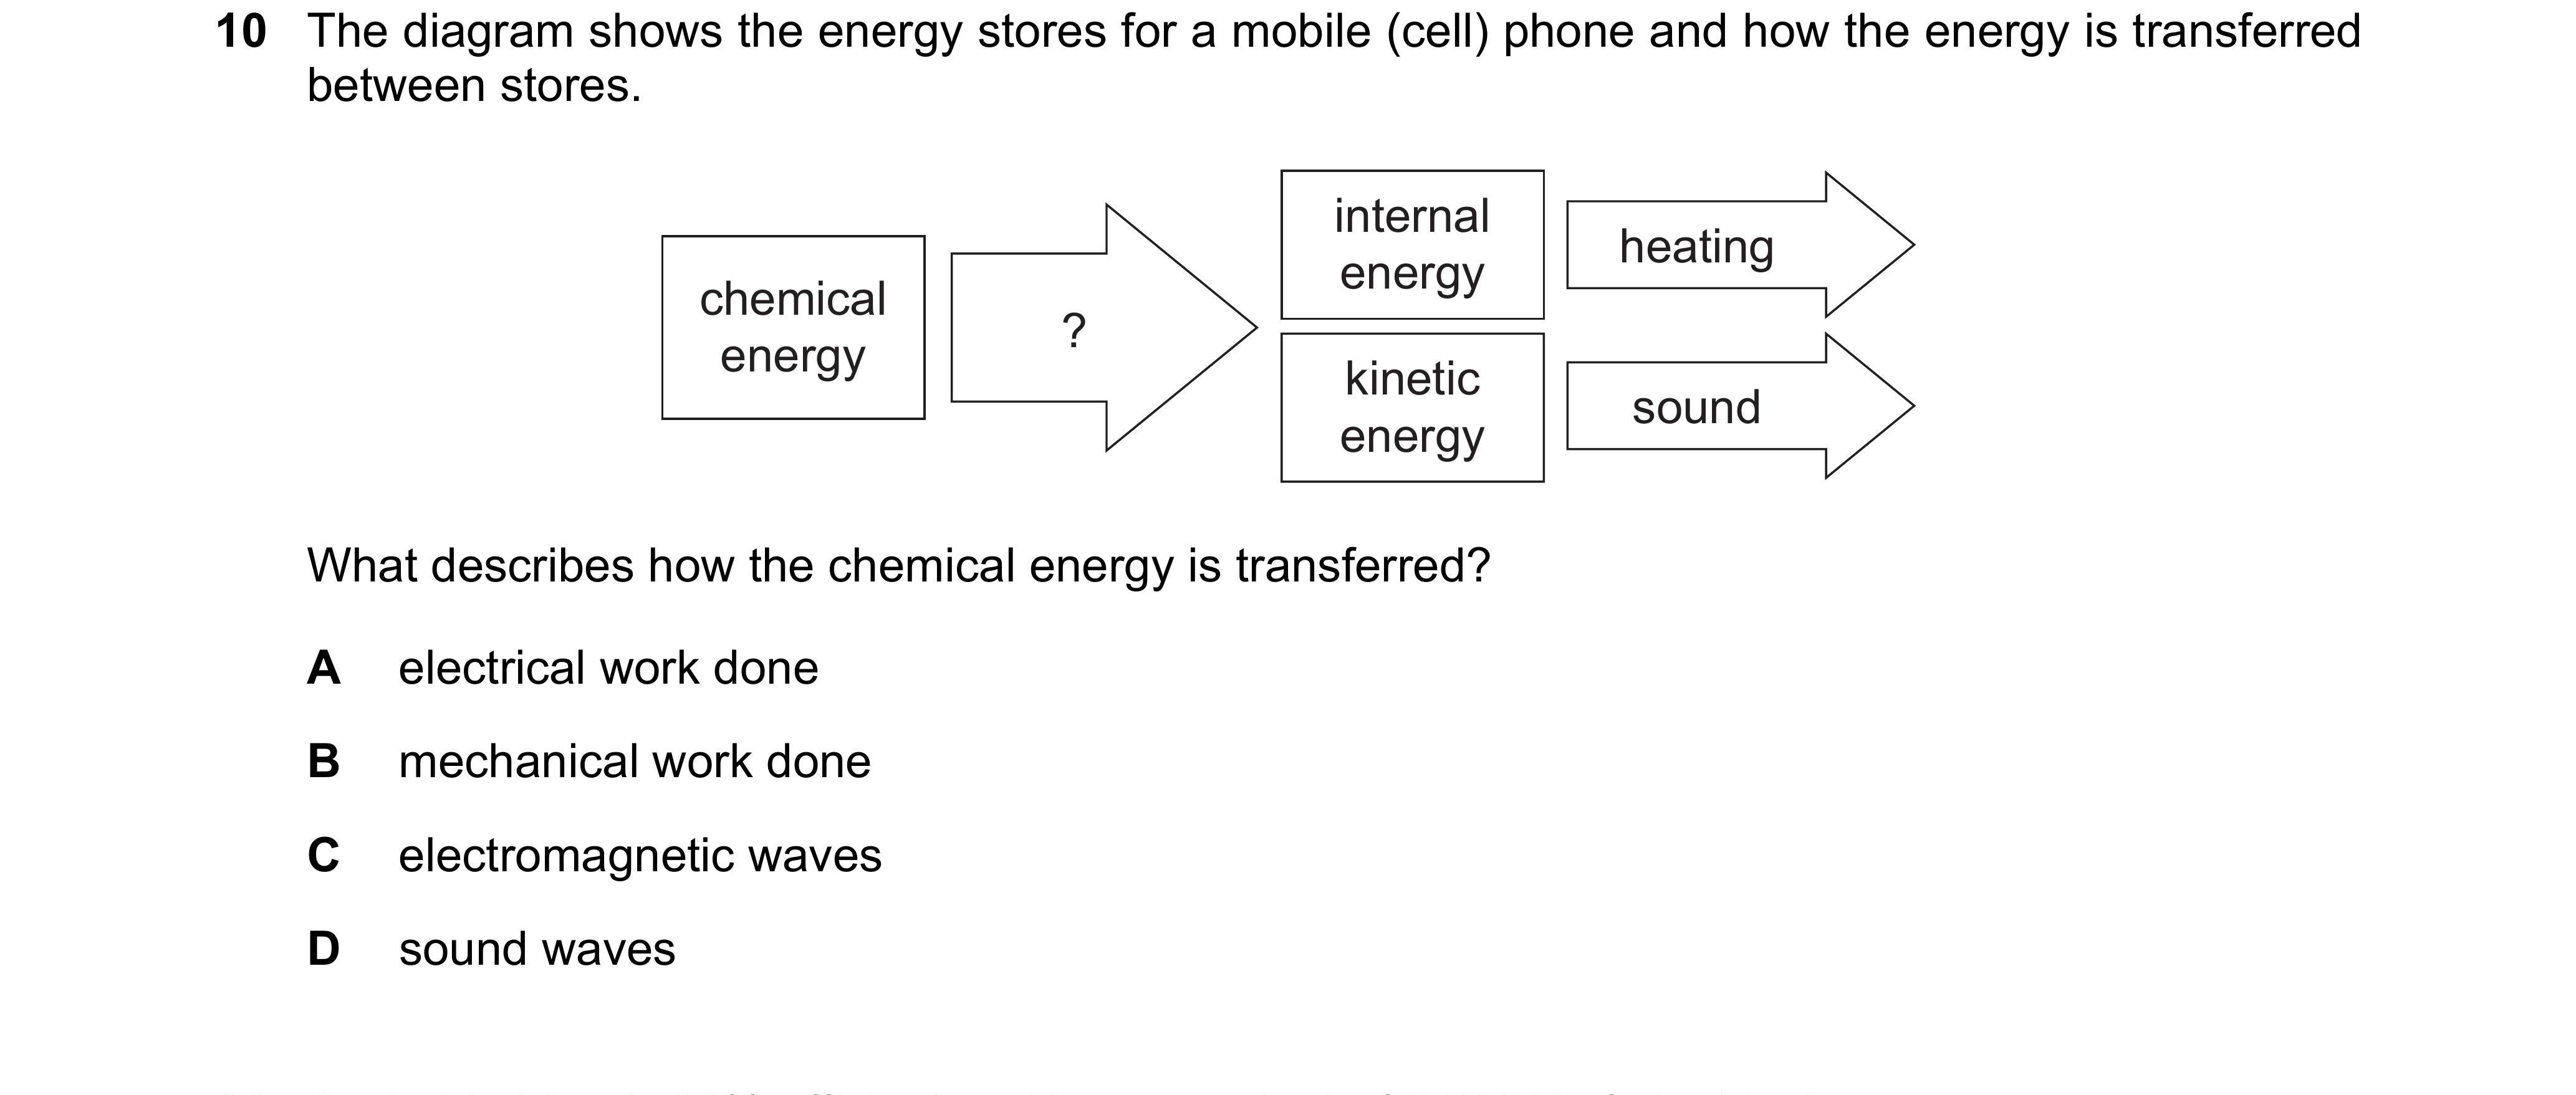 10 The diagram shows the energy stores for a mobile (cell) phone and how the energy is transferred
between stores.
chemical
energy
?
internal
energy
heating
kinetic
energy
sound
What describes how the chemical energy is transferred?
A electrical work done
B mechanical work done
C electromagnetic waves
D sound waves